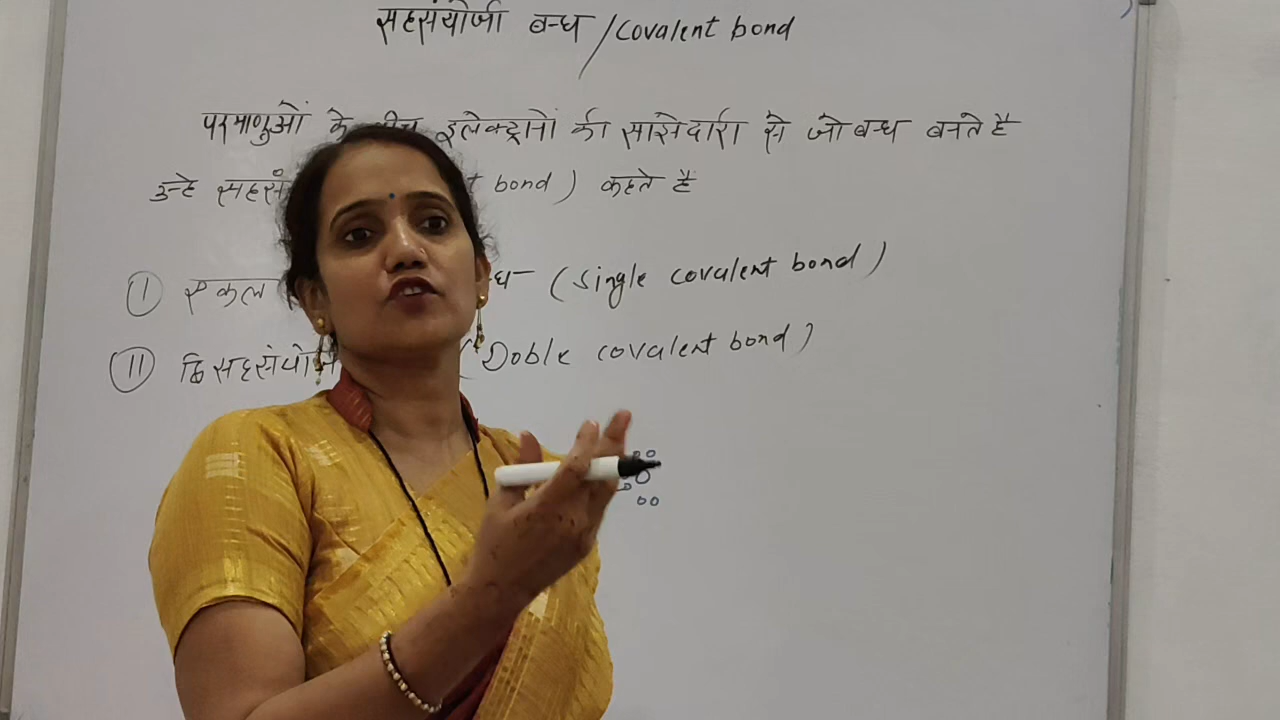 सहसंयोजी बन्ध / Covalent bond
परमाणुओं के बीच इलेक्ट्रानों की साझेदारी से जो बन्ध बनते है
उन्हे सहसं bond) कहते है
I एकल (Single covalent bond)
II द्विसहसंयोज (Doble covalent bond)